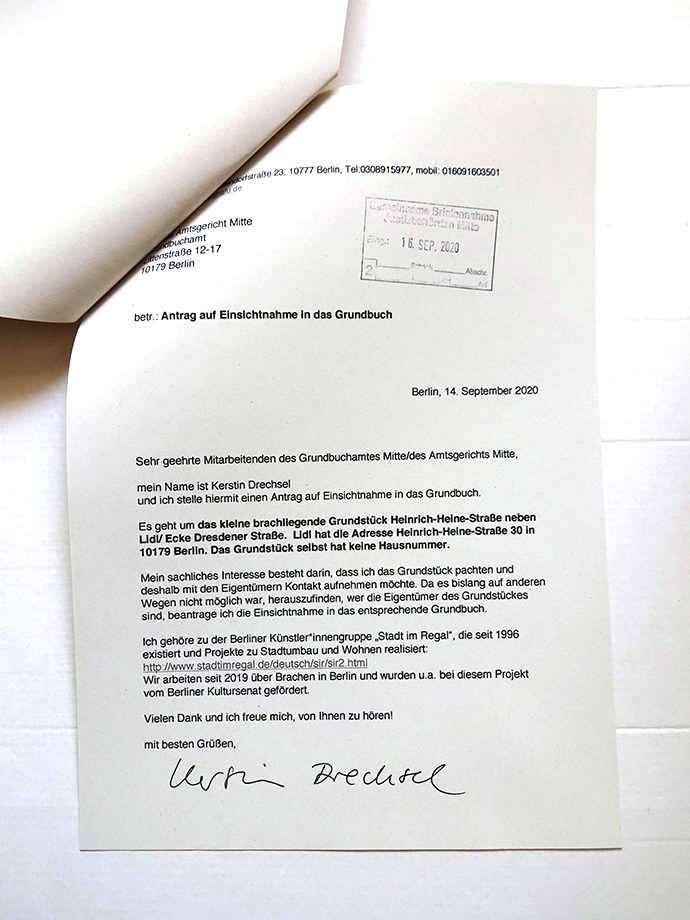 dorfstraße 23, 10777 Berlin, Tel:0308915977, mobil: 016091603501
.de
Amtsgericht Mitte
buchamt
straße 12-17
10179 Berlin
Gemeinsame Briefannahme
Justizbehörden Mitte
Eing.: 16. SEP. 2020
2 Abschr.
betr.: Antrag auf Einsichtnahme in das Grundbuch
Berlin, 14. September 2020
Sehr geehrte Mitarbeitenden des Grundbuchamtes Mitte/des Amtsgerichts Mitte,
mein Name ist Kerstin Drechsel
und ich stelle hiermit einen Antrag auf Einsichtnahme in das Grundbuch.
Es geht um das kleine brachliegende Grundstück Heinrich-Heine-Straße neben
Lidl/ Ecke Dresdener Straße. Lidl hat die Adresse Heinrich-Heine-Straße 30 in
10179 Berlin. Das Grundstück selbst hat keine Hausnummer.
Mein sachliches Interesse besteht darin, dass ich das Grundstück pachten und
deshalb mit den Eigentümern Kontakt aufnehmen möchte. Da es bislang auf anderen
Wegen nicht möglich war, herauszufinden, wer die Eigentümer des Grundstückes
sind, beantrage ich die Einsichtnahme in das entsprechende Grundbuch.
Ich gehöre zu der Berliner Künstler*innengruppe „Stadt im Regal“, die seit 1996
existiert und Projekte zu Stadtumbau und Wohnen realisiert:
http://www.stadtimregal.de/deutsch/sir/sir2.html
Wir arbeiten seit 2019 über Brachen in Berlin und wurden u.a. bei diesem Projekt
vom Berliner Kultursenat gefördert.
Vielen Dank und ich freue mich, von Ihnen zu hören!
mit besten Grüßen,
Kerstin Drechsel